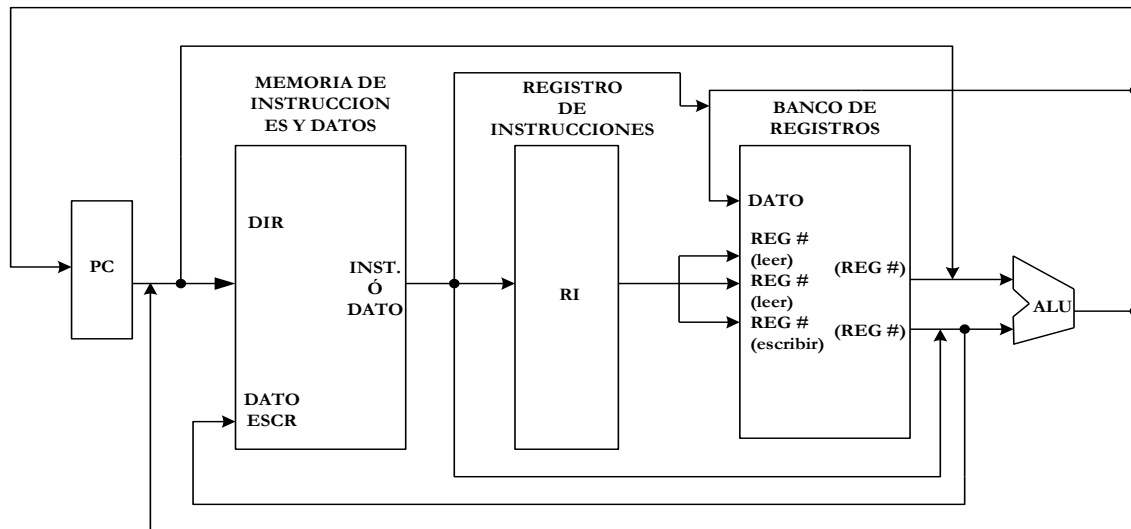 MEMORIA DE
INSTRUCCION
ES Y DATOS
REGISTRO
DE
INSTRUCCIONES
BANCO DE
REGISTROS
PC
DIR
INST.
Ó
DATO
DATO
ESCR
RI
DATO
REG #
(leer)
REG #
(leer)
REG #
(escribir)
(REG #)
(REG #)
ALU